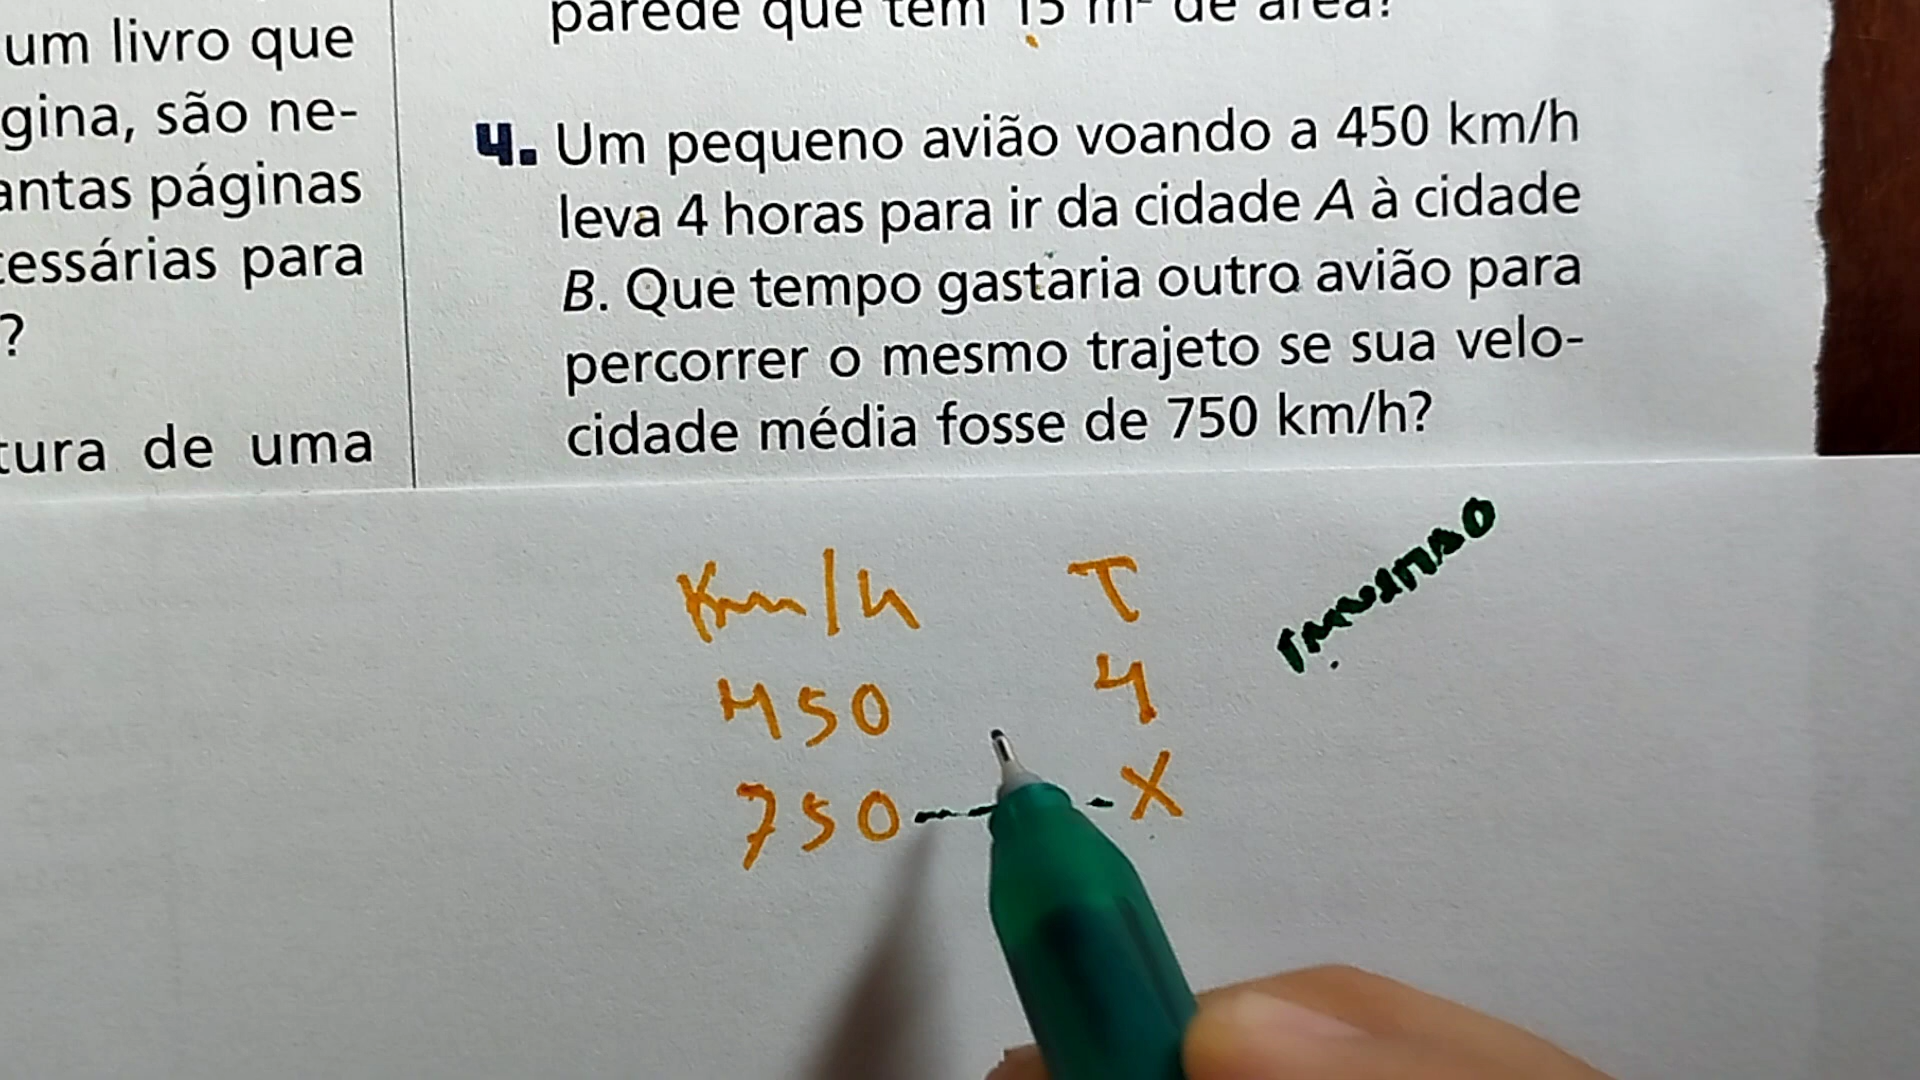 um livro que
gina, são ne-
antas páginas
cessárias para
?
tura de uma
parede que tem 15 m² de área?
4. Um pequeno avião voando a 450 km/h
leva 4 horas para ir da cidade A à cidade
B. Que tempo gastaria outro avião para
percorrer o mesmo trajeto se sua velo-
cidade média fosse de 750 km/h?
Km/h T
450 4
750 X
INVERSO